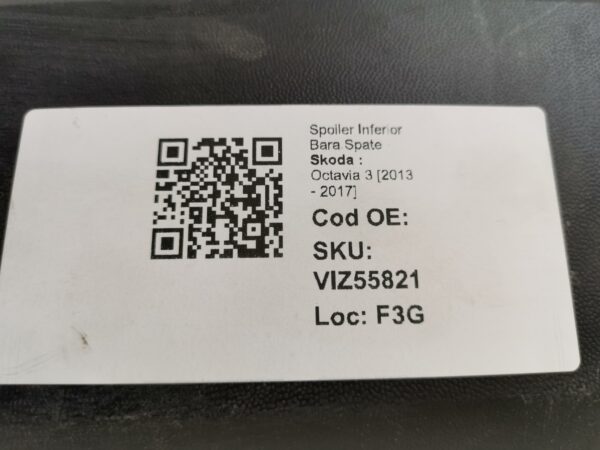 Spoiler Inferior
Bara Spate
Skoda :
Octavia 3 [2013
- 2017]
Cod OE:
SKU:
VIZ55821
Loc: F3G